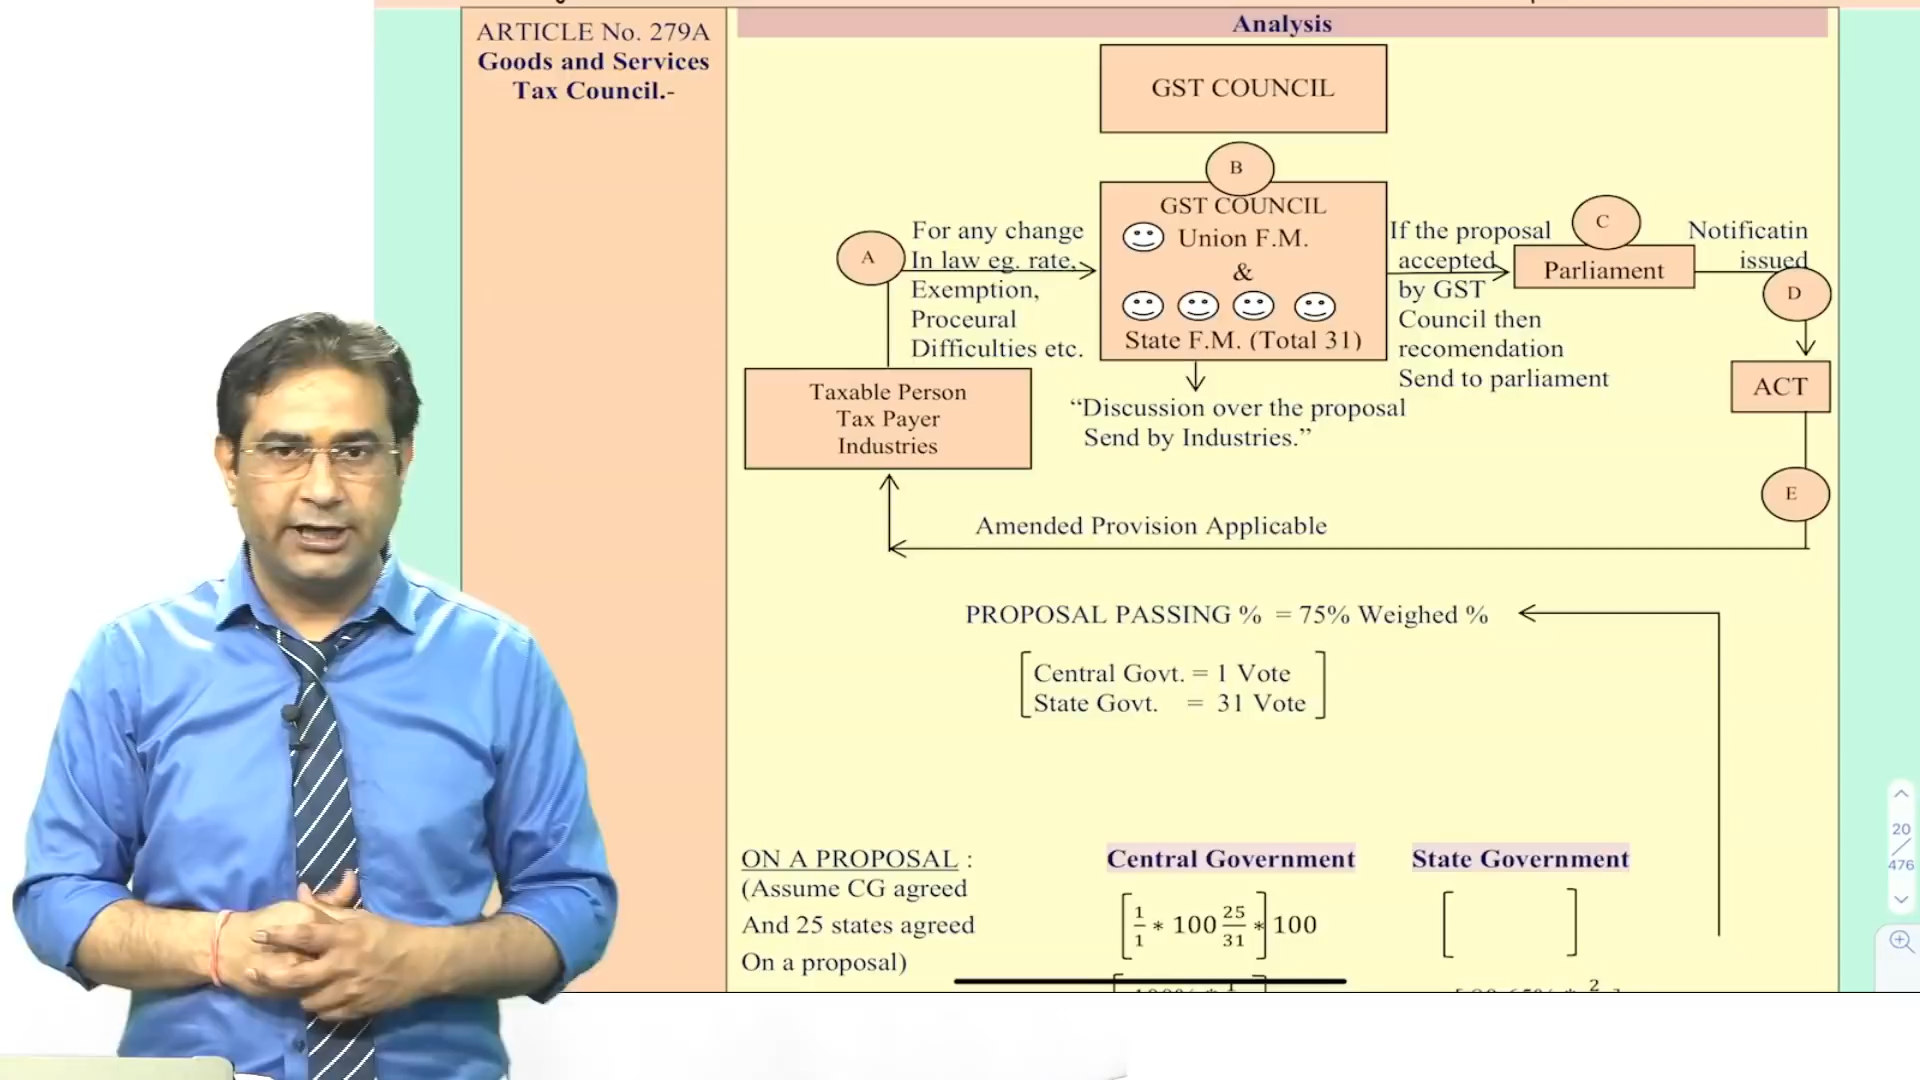 ARTICLE No. 279A
Goods and Services
Tax Council.-
Analysis
GST COUNCIL
B
GST COUNCIL
Union F.M.
&
State F.M. (Total 31)
A
For any change
In law eg. rate,
Exemption,
Proceural
Difficulties etc.
If the proposal
accepted
by GST
Council then
recomendation
Send to parliament
C
Parliament
Notificatin
issued
D
ACT
E
Taxable Person
Tax Payer
Industries
“Discussion over the proposal
Send by Industries.”
Amended Provision Applicable
PROPOSAL PASSING % = 75% Weighed %
Central Govt. = 1 Vote
State Govt. = 31 Vote
ON A PROPOSAL :
(Assume CG agreed
And 25 states agreed
On a proposal)
Central Government
[1/1 * 100 25/31 *] 100
State Government
[ ]
20
/
476